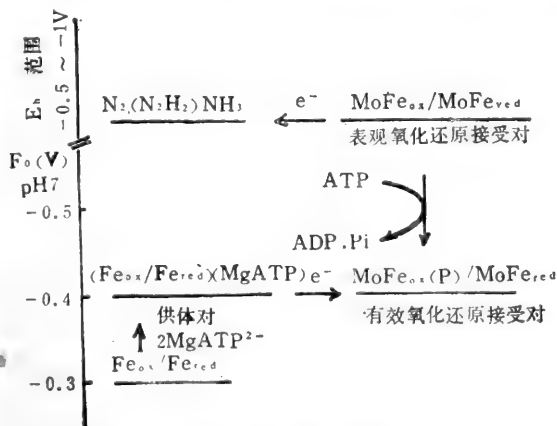 Eₕ 范围
-0.5 ~ -1V
N₂.(N₂H₂)NH₃ e⁻ MoFeₒₓ/MoFeᵣₑd
表观氧化还原接受对
F₀(V)
pH7
ATP
-0.5
ADP.Pi
(Feₒₓ/Feᵣₑd)(MgATP) e⁻ MoFeₒₓ(P)/MoFeᵣₑd
-0.4
供体对
有效氧化还原接受对
2MgATP²⁻
Feₒₓ/Feᵣₑd
-0.3